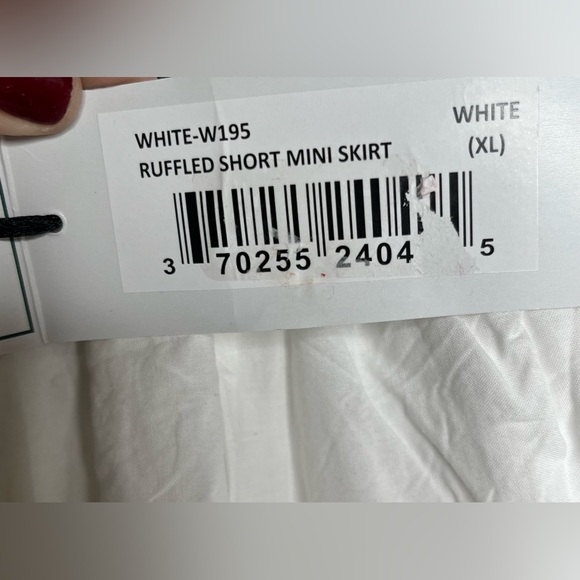 WHITE-W195
RUFFLED SHORT MINI SKIRT
WHITE
(XL)
3 70255 2404 5